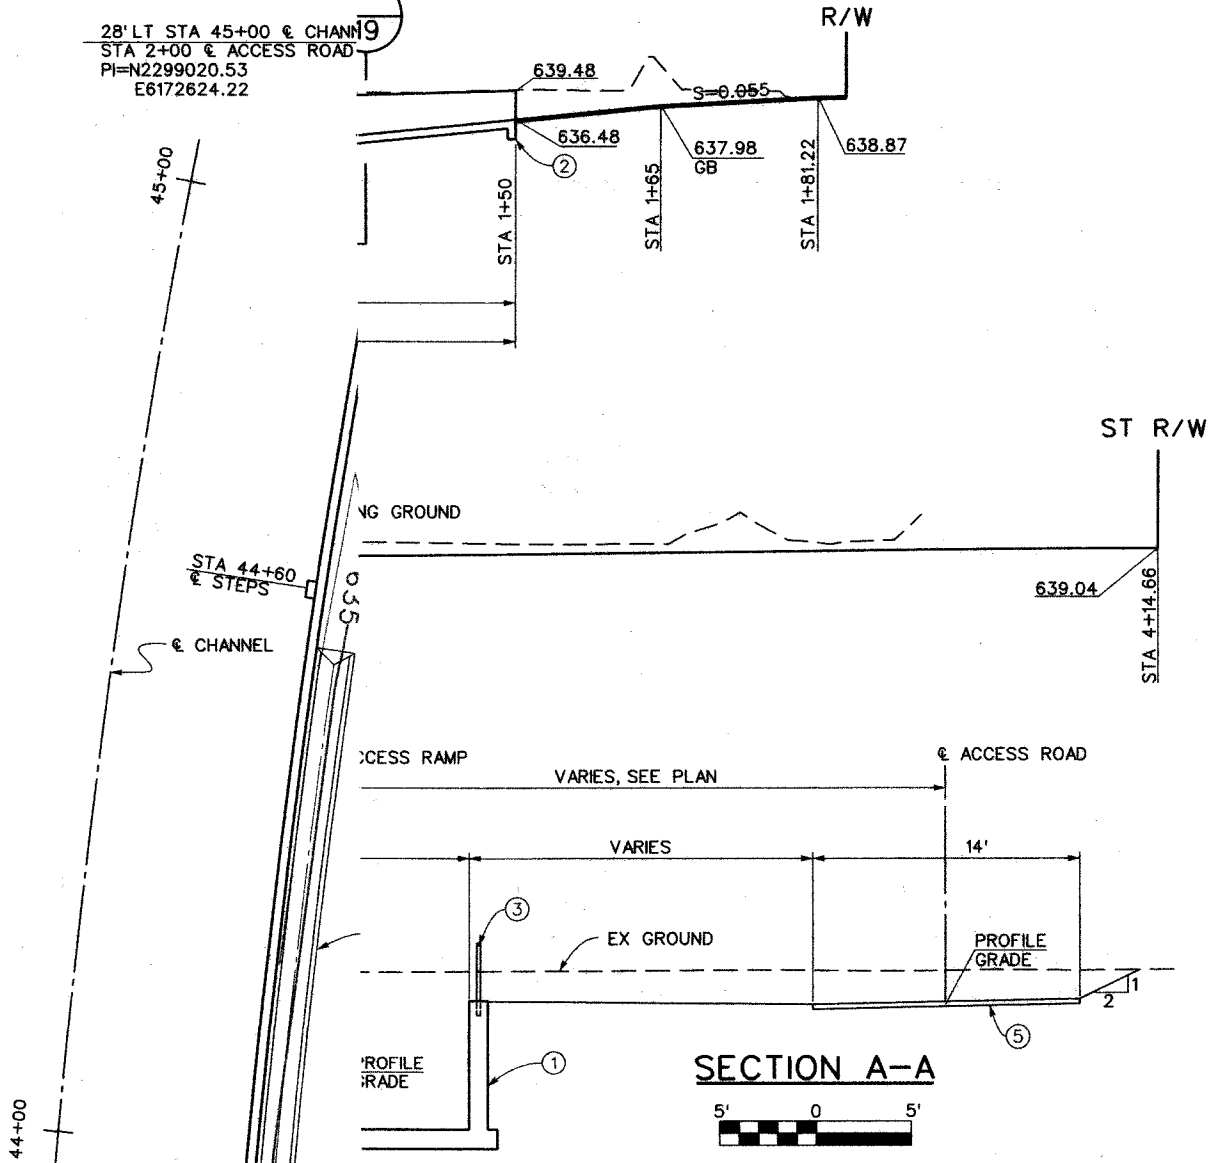 19
28' LT STA 45+00 ℄ CHANN
STA 2+00 ℄ ACCESS ROAD
PI=N2299020.53
E6172624.22
R/W
639.48
S=0.055
636.48
637.98
GB
638.87
2
STA 1+50
STA 1+65
STA 1+81.22
45+00
ST R/W
NG GROUND
STA 44+60
℄ STEPS
635
639.04
STA 4+14.66
℄ CHANNEL
CCESS RAMP
℄ ACCESS ROAD
VARIES, SEE PLAN
VARIES
14'
3
EX GROUND
PROFILE
GRADE
1
2
5
1
ROFILE
RADE
SECTION A-A
5' 0 5'
44+00